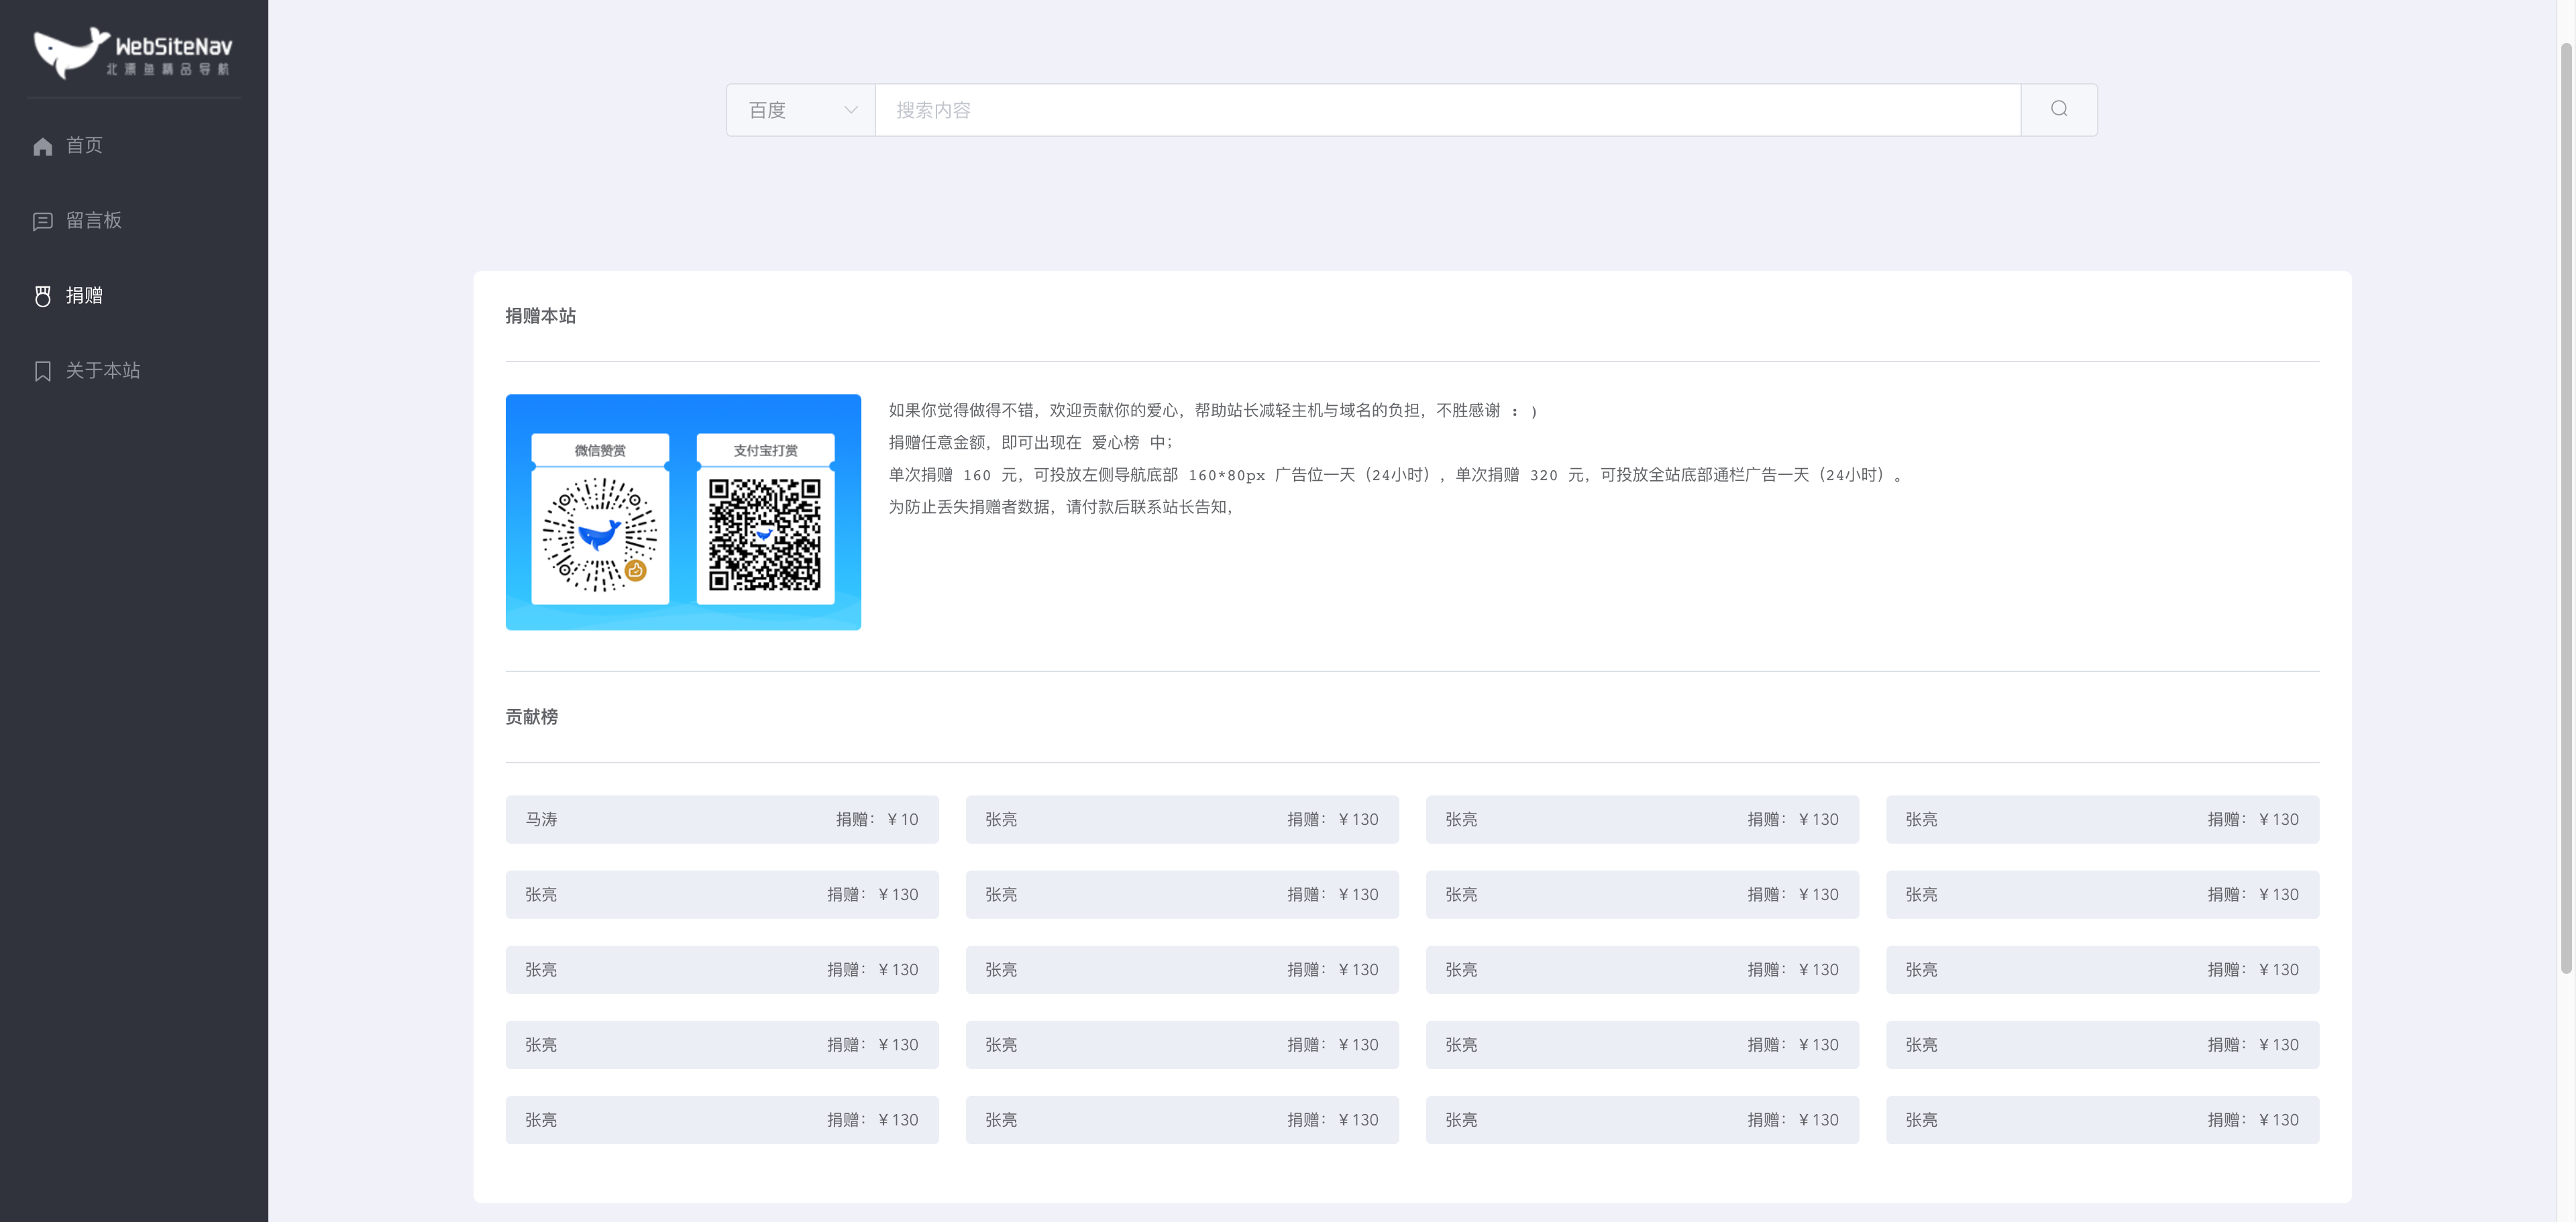 WebSiteNav
北漂鱼精品导航
首页
留言板
捐赠
关于本站
百度
搜索内容
捐赠本站
微信赞赏
支付宝打赏
如果你觉得做得不错，欢迎贡献你的爱心，帮助站长减轻主机与域名的负担，不胜感谢 : )
捐赠任意金额，即可出现在 爱心榜 中；
单次捐赠 160 元，可投放左侧导航底部 160*80px 广告位一天（24小时），单次捐赠 320 元，可投放全站底部通栏广告一天（24小时）。
为防止丢失捐赠者数据，请付款后联系站长告知，
贡献榜
马涛 捐赠：￥10 张亮 捐赠：￥130 张亮 捐赠：￥130 张亮 捐赠：￥130
张亮 捐赠：￥130 张亮 捐赠：￥130 张亮 捐赠：￥130 张亮 捐赠：￥130
张亮 捐赠：￥130 张亮 捐赠：￥130 张亮 捐赠：￥130 张亮 捐赠：￥130
张亮 捐赠：￥130 张亮 捐赠：￥130 张亮 捐赠：￥130 张亮 捐赠：￥130
张亮 捐赠：￥130 张亮 捐赠：￥130 张亮 捐赠：￥130 张亮 捐赠：￥130